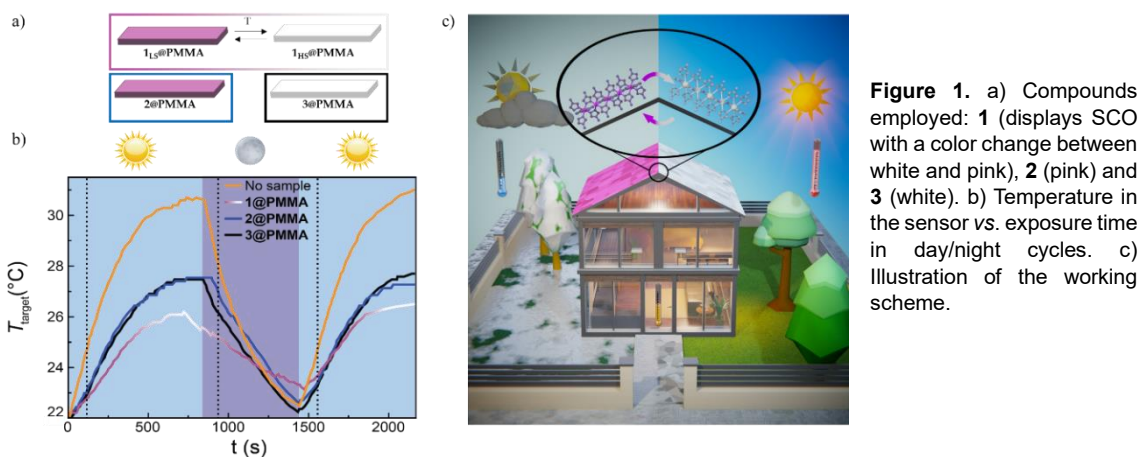 a)
T
1LS@PMMA
1HS@PMMA
2@PMMA
3@PMMA
b)
No sample
1@PMMA
2@PMMA
3@PMMA
Ttarget(°C)
30
28
26
24
22
0
500
1000
1500
2000
t (s)
c)
Figure 1. a) Compounds
employed: 1 (displays SCO
with a color change between
white and pink), 2 (pink) and
3 (white). b) Temperature in
the sensor vs. exposure time
in day/night cycles. c)
Illustration of the working
scheme.